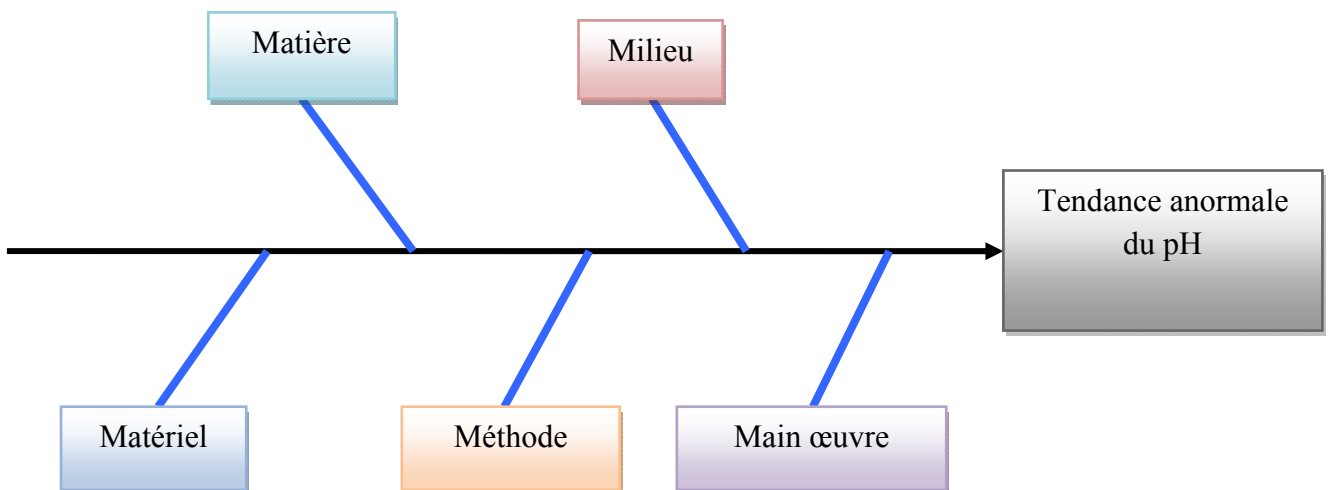 Matière
Milieu
Tendance anormale
du pH
Matériel
Méthode
Main œuvre